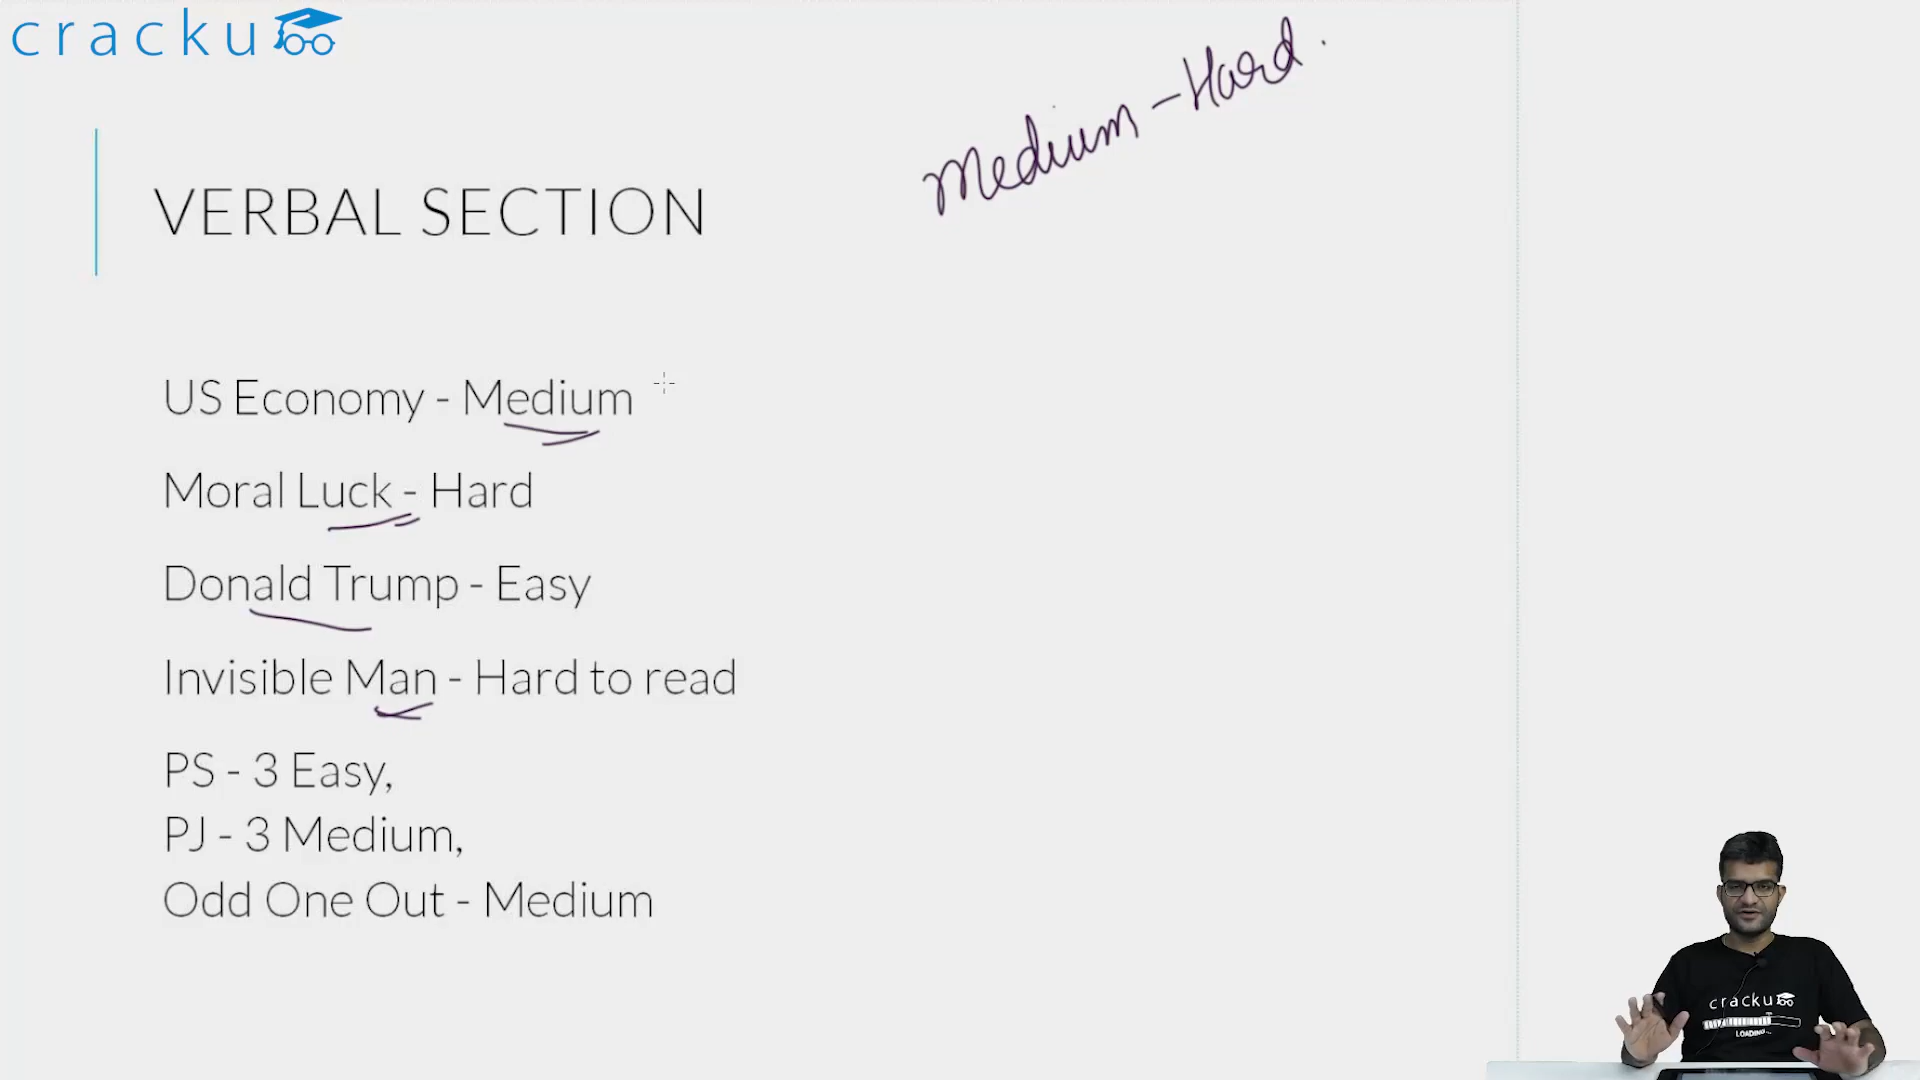 cracku
Medium - Hard.
VERBAL SECTION
US Economy - Medium
Moral Luck - Hard
Donald Trump - Easy
Invisible Man - Hard to read
PS - 3 Easy,
PJ - 3 Medium,
Odd One Out - Medium
cracku
LOADING...